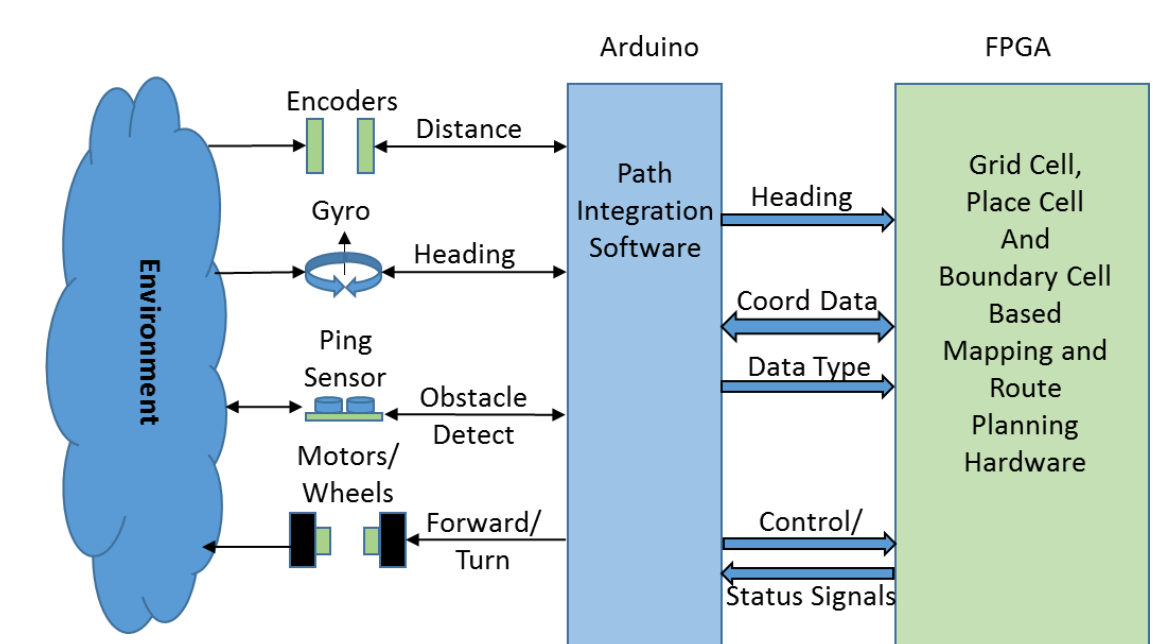 Arduino
FPGA
Encoders
Distance
Gyro
Heading
Ping
Sensor
Obstacle
Detect
Motors/
Wheels
Forward/
Turn
Environment
Path
Integration
Software
Heading
Coord Data
Data Type
Control/
Status Signals
Grid Cell,
Place Cell
And
Boundary Cell
Based
Mapping and
Route
Planning
Hardware